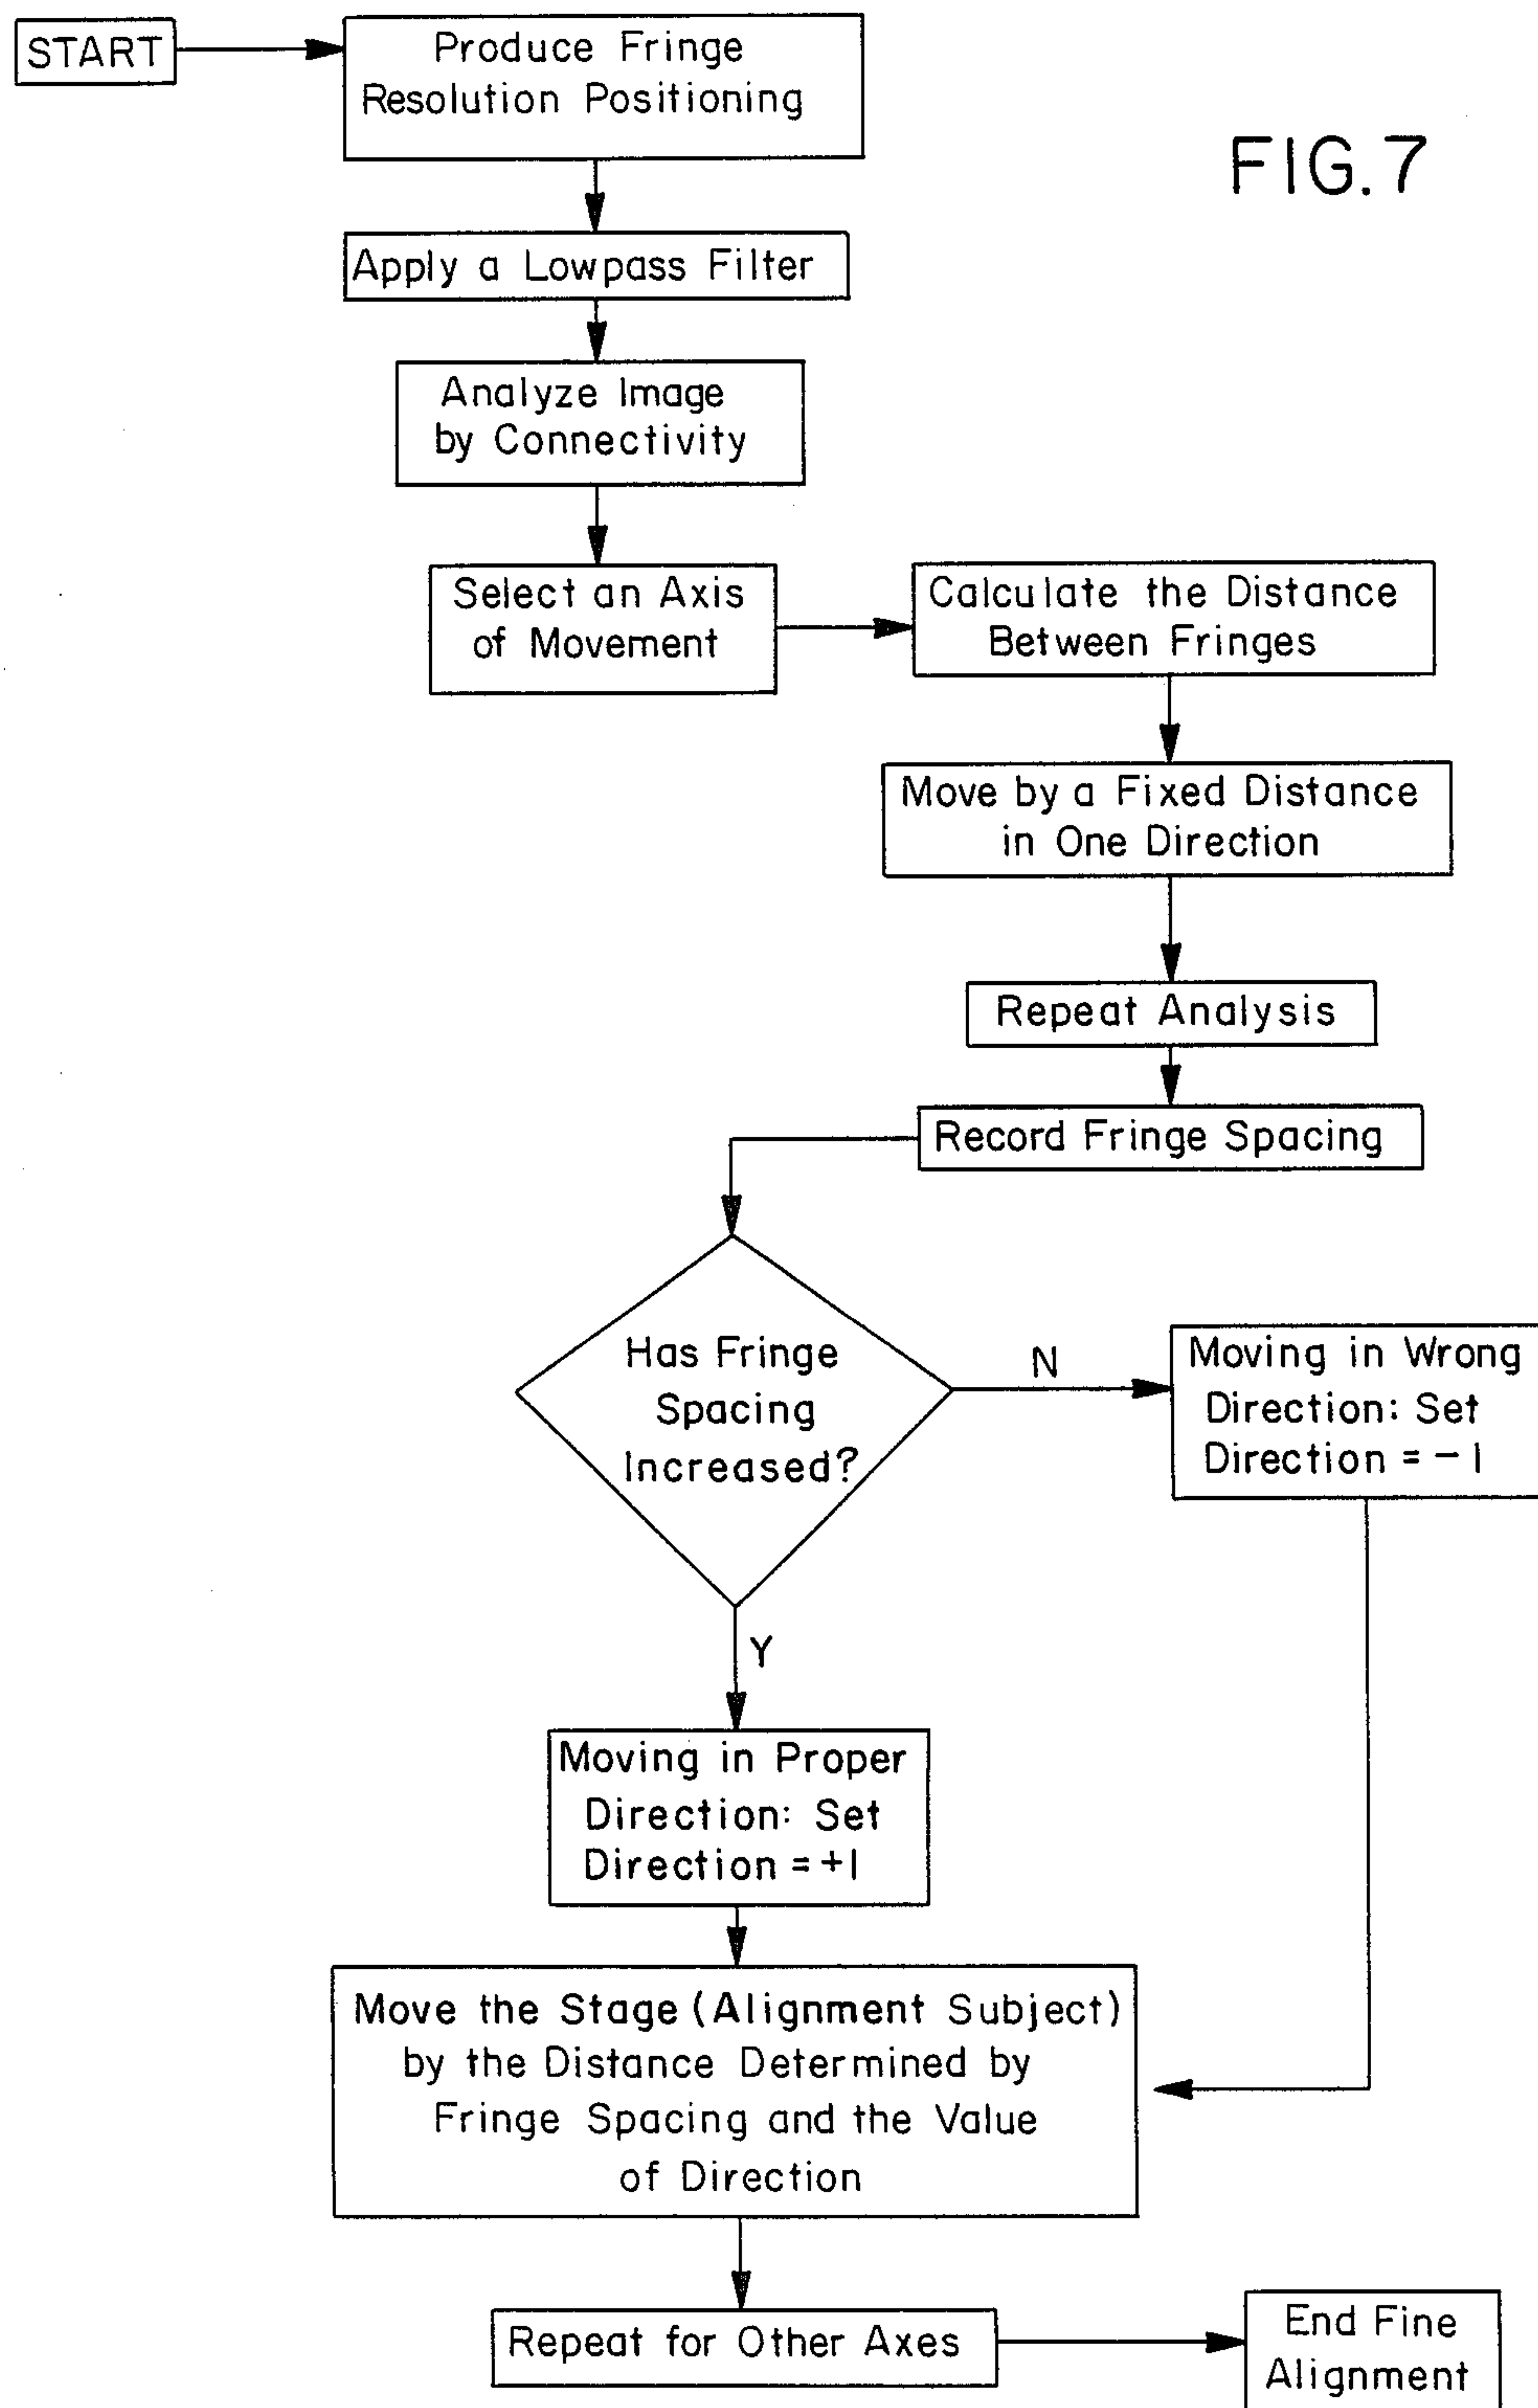 START
Produce Fringe
Resolution Positioning
FIG.7
Apply a Lowpass Filter
Analyze Image
by Connectivity
Select an Axis
of Movement
Calculate the Distance
Between Fringes
Move by a Fixed Distance
in One Direction
Repeat Analysis
Record Fringe Spacing
Has Fringe
Spacing
Increased?
N
Moving in Wrong
Direction: Set
Direction = -1
Y
Moving in Proper
Direction: Set
Direction = +1
Move the Stage (Alignment Subject)
by the Distance Determined by
Fringe Spacing and the Value
of Direction
Repeat for Other Axes
End Fine
Alignment